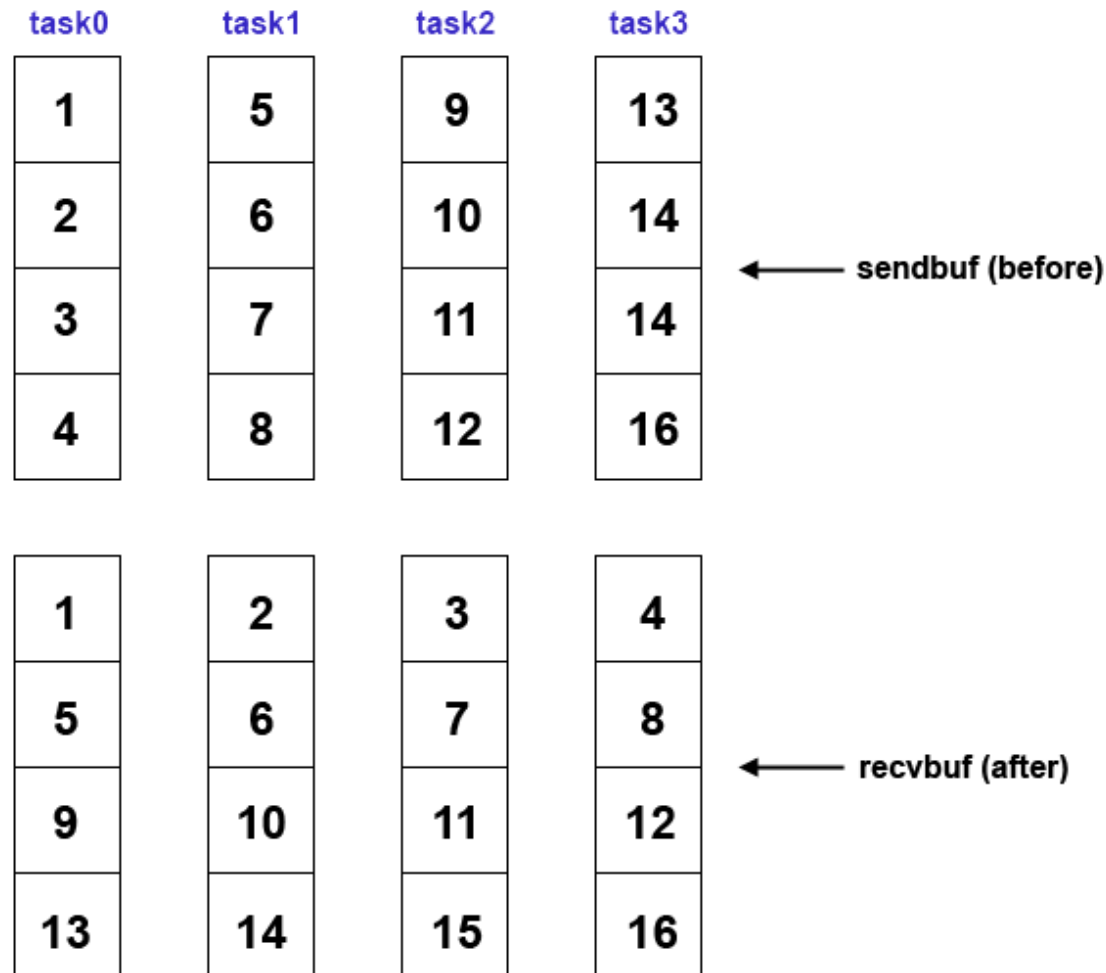 task0 task1 task2 task3
1 5 9 13
2 6 10 14
3 7 11 14
4 8 12 16
sendbuf (before)
1 2 3 4
5 6 7 8
9 10 11 12
13 14 15 16
recvbuf (after)